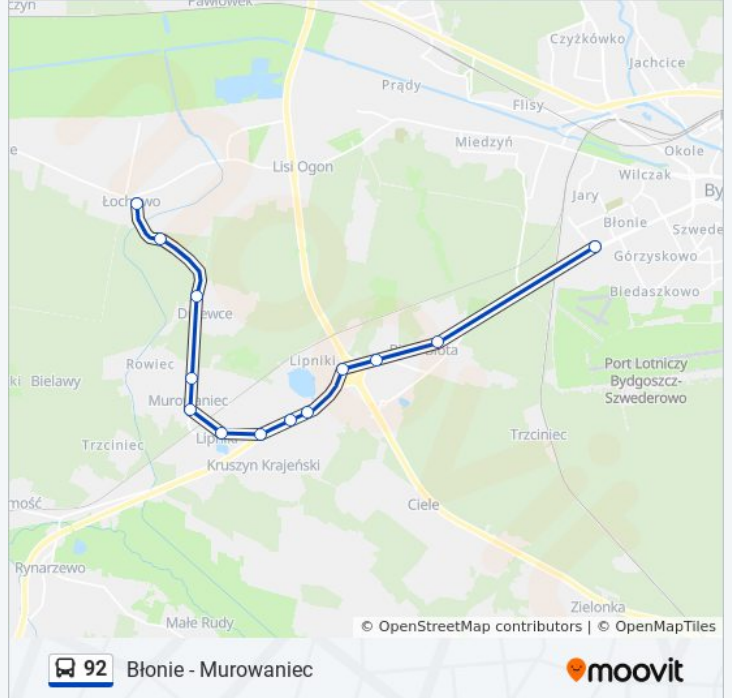 czyn
Pawłówek
Czyżkówko
Jachcice
Prądy
Flisy
Miedzyń
Okole
e
Lisi Ogon
Wilczak
By
Łochowo
Jary
Błonie
Szwede
Górzyskowo
Biedaszkowo
Lipniki
Rowiec
Port Lotniczy
Bydgoszcz-
Szwederowo
ki
Bielawy
Murowaniec
Trzciniec
Trzciniec
Kruszyn Krajeński
mość
Ciele
Rynarzewo
Zielonka
Małe Rudy
© OpenStreetMap contributors | © OpenMapTiles
92
Błonie - Murowaniec
moovit